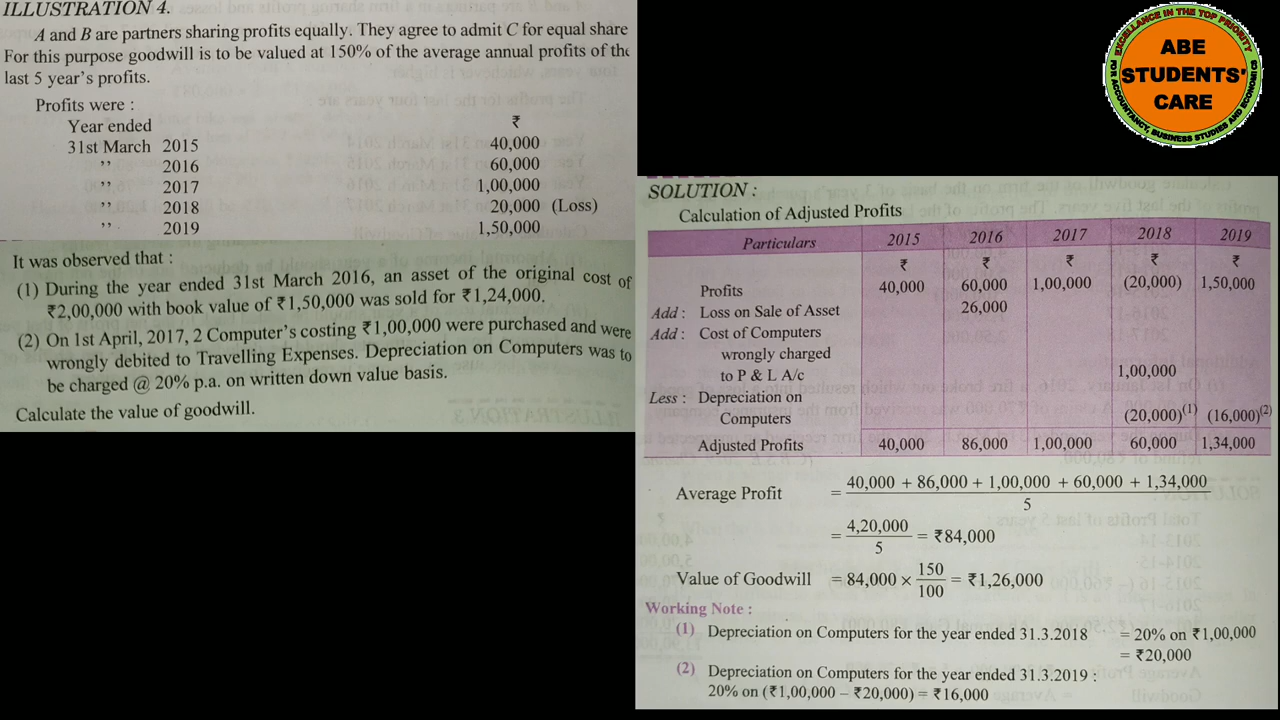 ILLUSTRATION 4.
A and B are partners sharing profits equally. They agree to admit C for equal share
For this purpose goodwill is to be valued at 150% of the average annual profits of the
last 5 year's profits.
Profits were :
Year ended ₹
31st March 2015 40,000
,, 2016 60,000
,, 2017 1,00,000
,, 2018 20,000 (Loss)
,, 2019 1,50,000
It was observed that :
(1) During the year ended 31st March 2016, an asset of the original cost of
₹2,00,000 with book value of ₹1,50,000 was sold for ₹1,24,000.
(2) On 1st April, 2017, 2 Computer's costing ₹1,00,000 were purchased and were
wrongly debited to Travelling Expenses. Depreciation on Computers was to
be charged @ 20% p.a. on written down value basis.
Calculate the value of goodwill.
EXCELLENCE IN THE TOP PRIORITY
ABE
STUDENTS'
CARE
FOR ACCOUNTANCY, BUSINESS STUDIES AND ECONOMICS
SOLUTION :
Calculation of Adjusted Profits
Particulars 2015 2016 2017 2018 2019
₹ ₹ ₹ ₹ ₹
Profits 40,000 60,000 1,00,000 (20,000) 1,50,000
Add : Loss on Sale of Asset 26,000
Add : Cost of Computers
wrongly charged
to P & L A/c 1,00,000
Less : Depreciation on
Computers (20,000)(1) (16,000)(2)
Adjusted Profits 40,000 86,000 1,00,000 60,000 1,34,000
Average Profit = 40,000 + 86,000 + 1,00,000 + 60,000 + 1,34,000
5
= 4,20,000 / 5 = ₹84,000
Value of Goodwill = 84,000 × 150 / 100 = ₹1,26,000
Working Note :
(1) Depreciation on Computers for the year ended 31.3.2018 = 20% on ₹1,00,000
= ₹20,000
(2) Depreciation on Computers for the year ended 31.3.2019 :
20% on (₹1,00,000 – ₹20,000) = ₹16,000